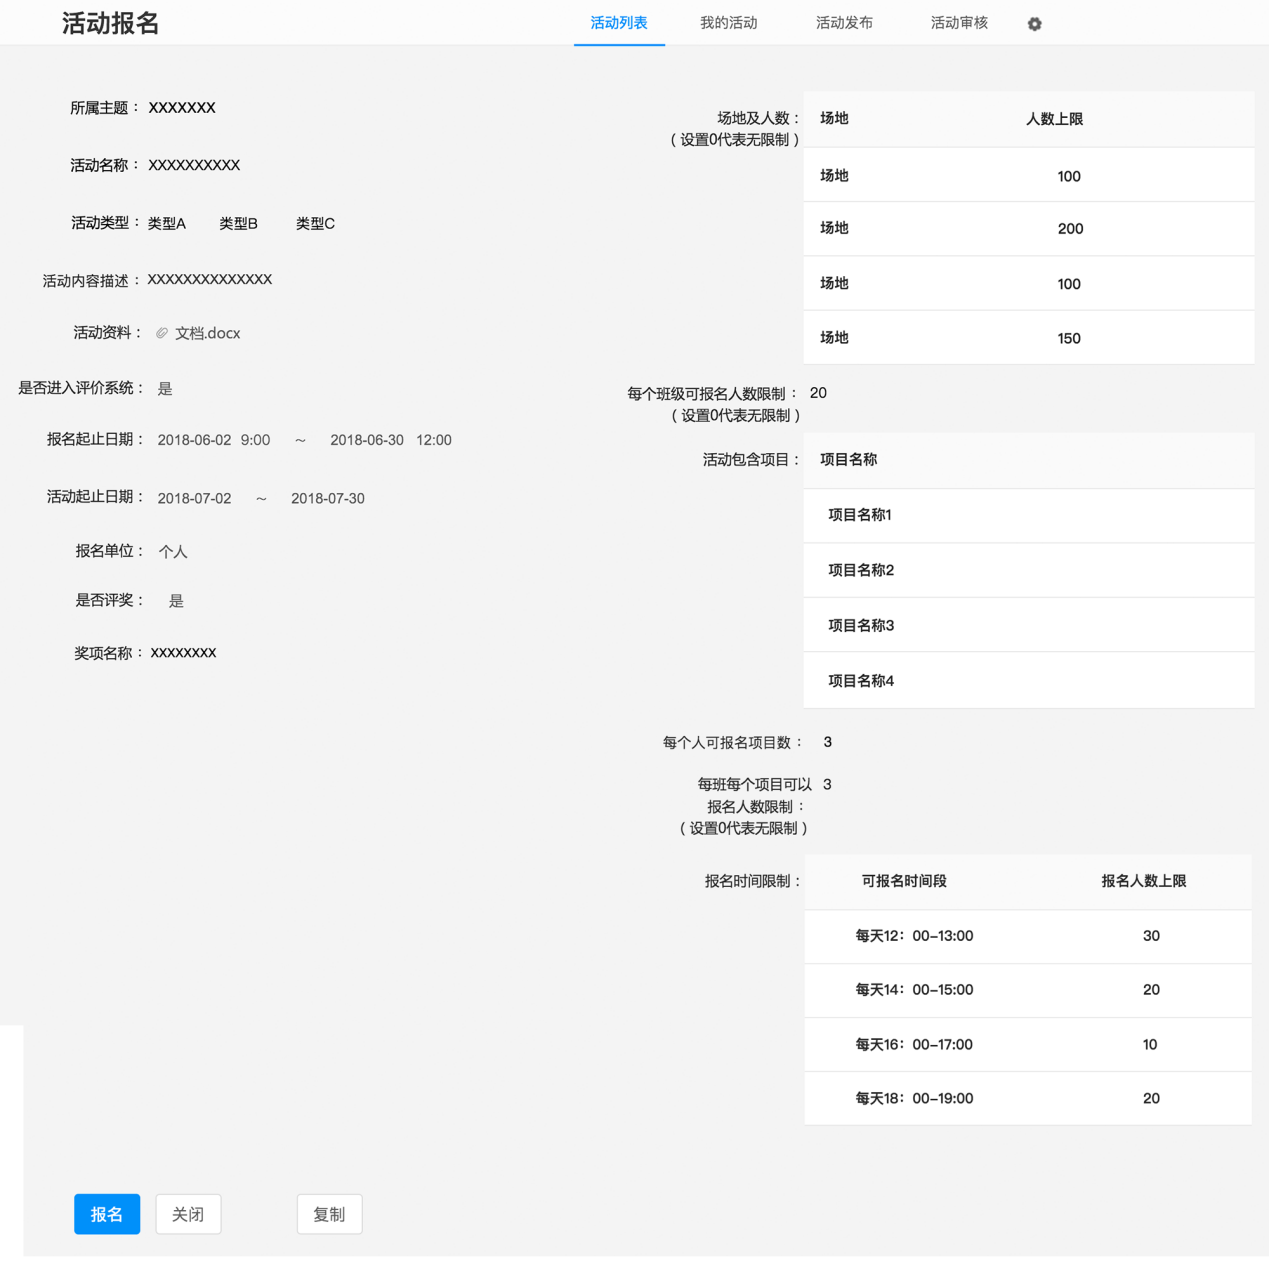 活动报名
活动列表 我的活动 活动发布 活动审核
所属主题： XXXXXXX
活动名称： XXXXXXXXXX
活动类型： 类型A 类型B 类型C
活动内容描述： XXXXXXXXXXXXXX
活动资料： 文档.docx
是否进入评价系统： 是
报名起止日期： 2018-06-02 9:00 ~ 2018-06-30 12:00
活动起止日期： 2018-07-02 ~ 2018-07-30
报名单位： 个人
是否评奖： 是
奖项名称： XXXXXXXX
场地及人数：
（设置0代表无限制）
场地 人数上限
场地 100
场地 200
场地 100
场地 150
每个班级可报名人数限制： 20
（设置0代表无限制）
活动包含项目： 项目名称
项目名称1
项目名称2
项目名称3
项目名称4
每个人可报名项目数： 3
每班每个项目可以 3
报名人数限制：
（设置0代表无限制）
报名时间限制： 可报名时间段 报名人数上限
每天12：00-13:00 30
每天14：00-15:00 20
每天16：00-17:00 10
每天18：00-19:00 20
报名 关闭 复制